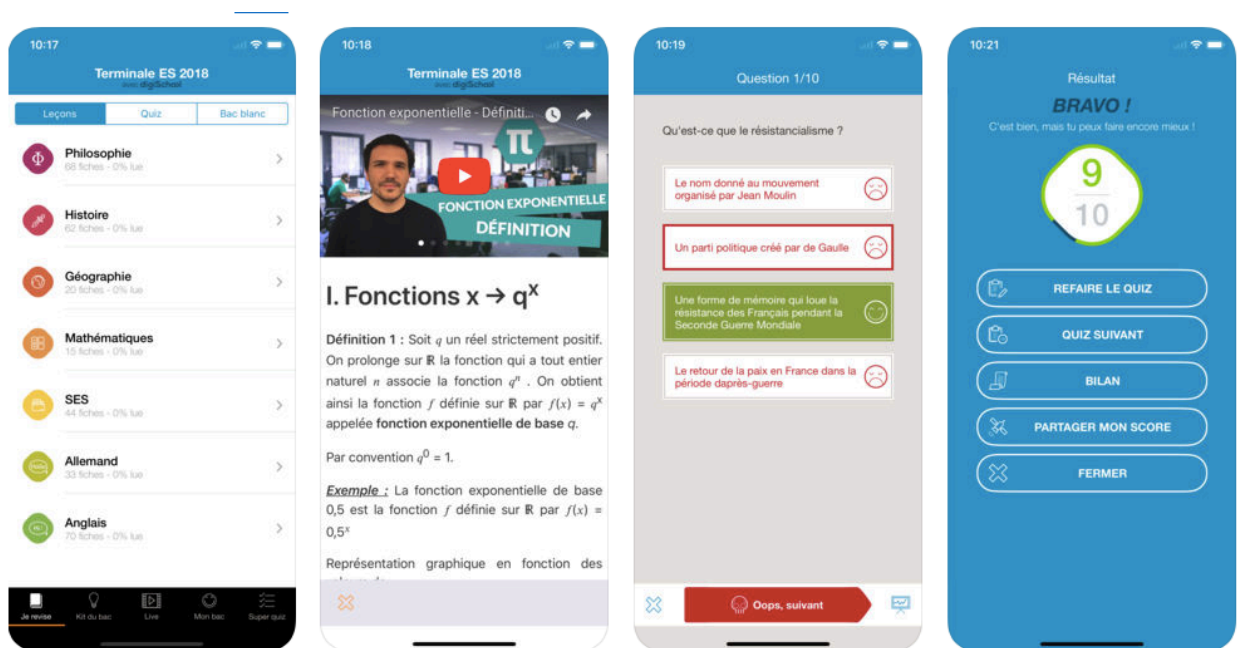 10:17
Terminale ES 2018
avec digiSchool
Leçons
Quiz
Bac blanc
Philosophie
68 fiches - 0% lue
Histoire
62 fiches - 0% lue
Géographie
20 fiches - 0% lue
Mathématiques
15 fiches - 0% lue
SES
44 fiches - 0% lue
Allemand
33 fiches - 0% lue
Anglais
70 fiches - 0% lue
Je revise
Kit du bac
Live
Mon bac
Super quiz
10:18
Terminale ES 2018
avec digiSchool
Fonction exponentielle - Définiti...
π
FONCTION EXPONENTIELLE
DÉFINITION
I. Fonctions x → qˣ
Définition 1 : Soit q un réel strictement positif.
On prolonge sur ℝ la fonction qui a tout entier
naturel n associe la fonction qⁿ . On obtient
ainsi la fonction f définie sur ℝ par f(x) = qˣ
appelée fonction exponentielle de base q.
Par convention q⁰ = 1.
Exemple : La fonction exponentielle de base
0,5 est la fonction f définie sur ℝ par f(x) =
0,5ˣ
Représentation graphique en fonction des
10:19
Question 1/10
Qu'est-ce que le résistancialisme ?
Le nom donné au mouvement
organisé par Jean Moulin
Un parti politique créé par de Gaulle
Une forme de mémoire qui loue la
résistance des Français pendant la
Seconde Guerre Mondiale
Le retour de la paix en France dans la
période daprès-guerre
Oops, suivant
10:21
Résultat
BRAVO !
C'est bien, mais tu peux faire encore mieux !
9
10
REFAIRE LE QUIZ
QUIZ SUIVANT
BILAN
PARTAGER MON SCORE
FERMER